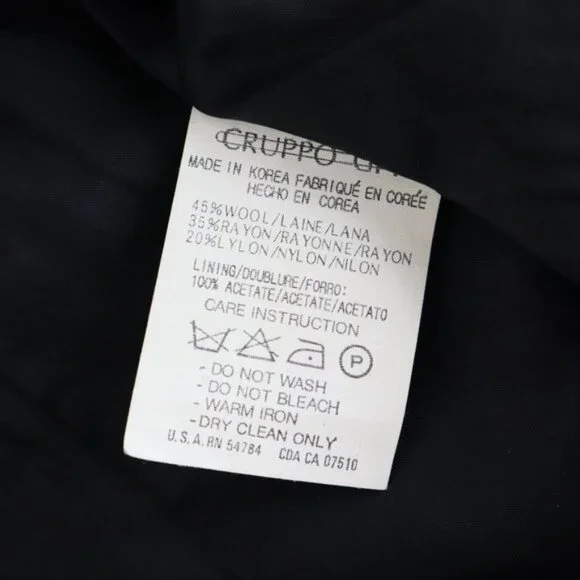 GRUPPO
MADE IN KOREA FABRIQUÉ EN CORÉE
HECHO EN COREA
45%WOOL/LAINE/LANA
35%RAYON/RAYONNE/RAYON
20%LYLON/NYLON/NILON
LINING/DOUBLURE/FORRO:
100% ACETATE/ACETATE/ACETATO
CARE INSTRUCTION
P
- DO NOT WASH
- DO NOT BLEACH
- WARM IRON
-DRY CLEAN ONLY
U.S.A. RN 54784 CDA CA 07510